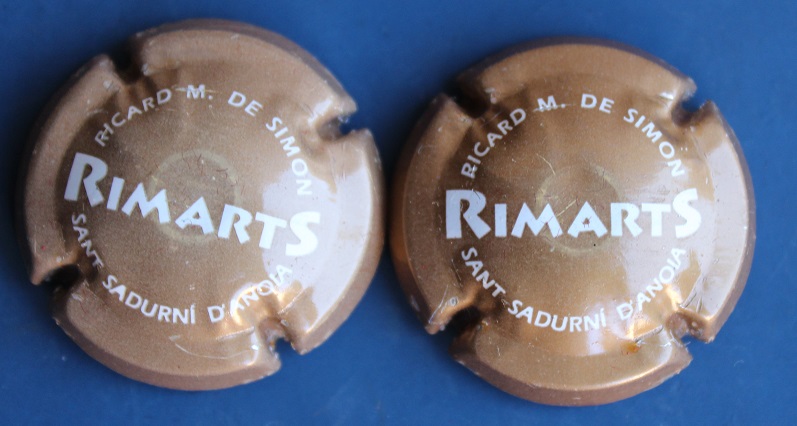 RICARD M. DE SIMON
RIMARTS
SANT SADURNÍ D'ANOIA
RICARD M. DE SIMON
RIMARTS
SANT SADURNÍ D'ANOIA